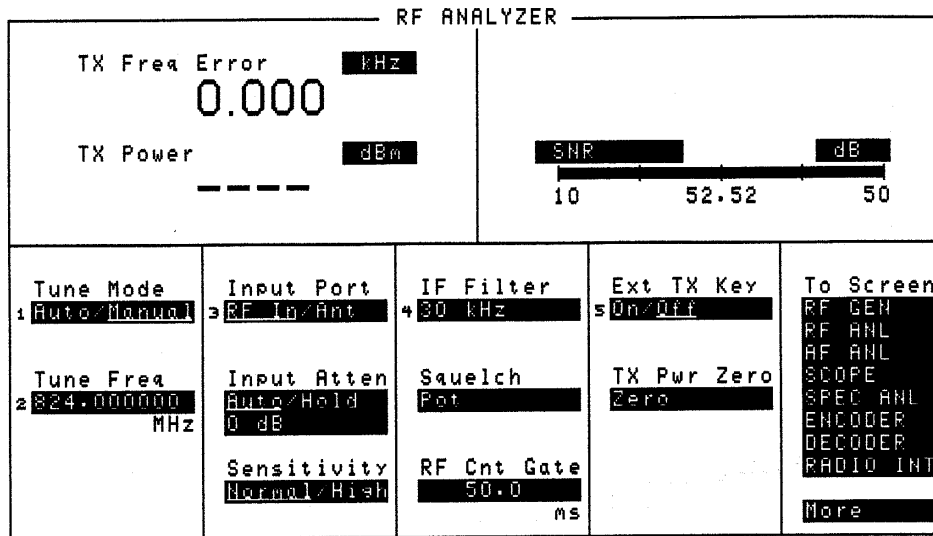 RF ANALYZER
TX Freq Error
kHz
0.000
TX Power
dBm
----
SNR
dB
10
52.52
50
Tune Mode
1 Auto/Manual
Tune Freq
2 824.000000
MHz
Input Port
3 RF In/Ant
Input Atten
Auto/Hold
0 dB
Sensitivity
Normal/High
IF Filter
4 30 kHz
Squelch
Pot
RF Cnt Gate
50.0
ms
Ext TX Key
5 On/Off
TX Pwr Zero
Zero
To Screen
RF GEN
RF ANL
AF ANL
SCOPE
SPEC ANL
ENCODER
DECODER
RADIO INT
More